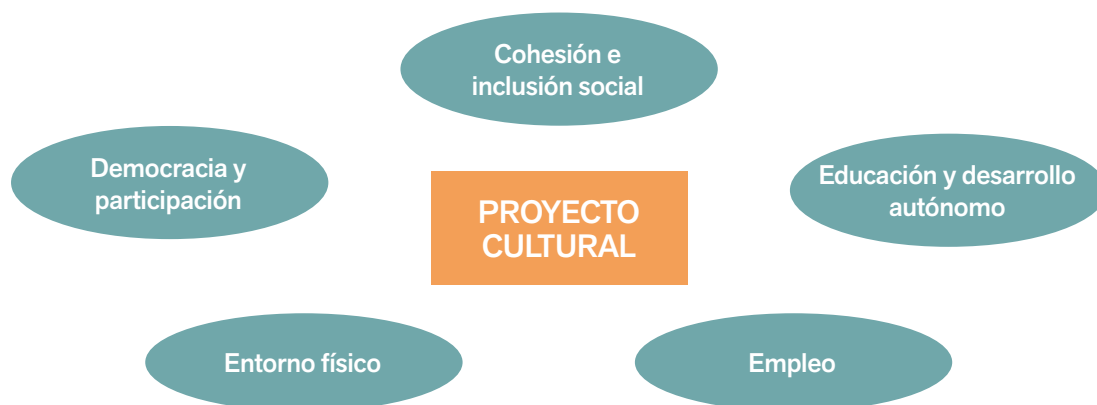 Cohesión e
inclusión social
Democracia y
participación
Educación y desarrollo
autónomo
PROYECTO
CULTURAL
Entorno físico
Empleo